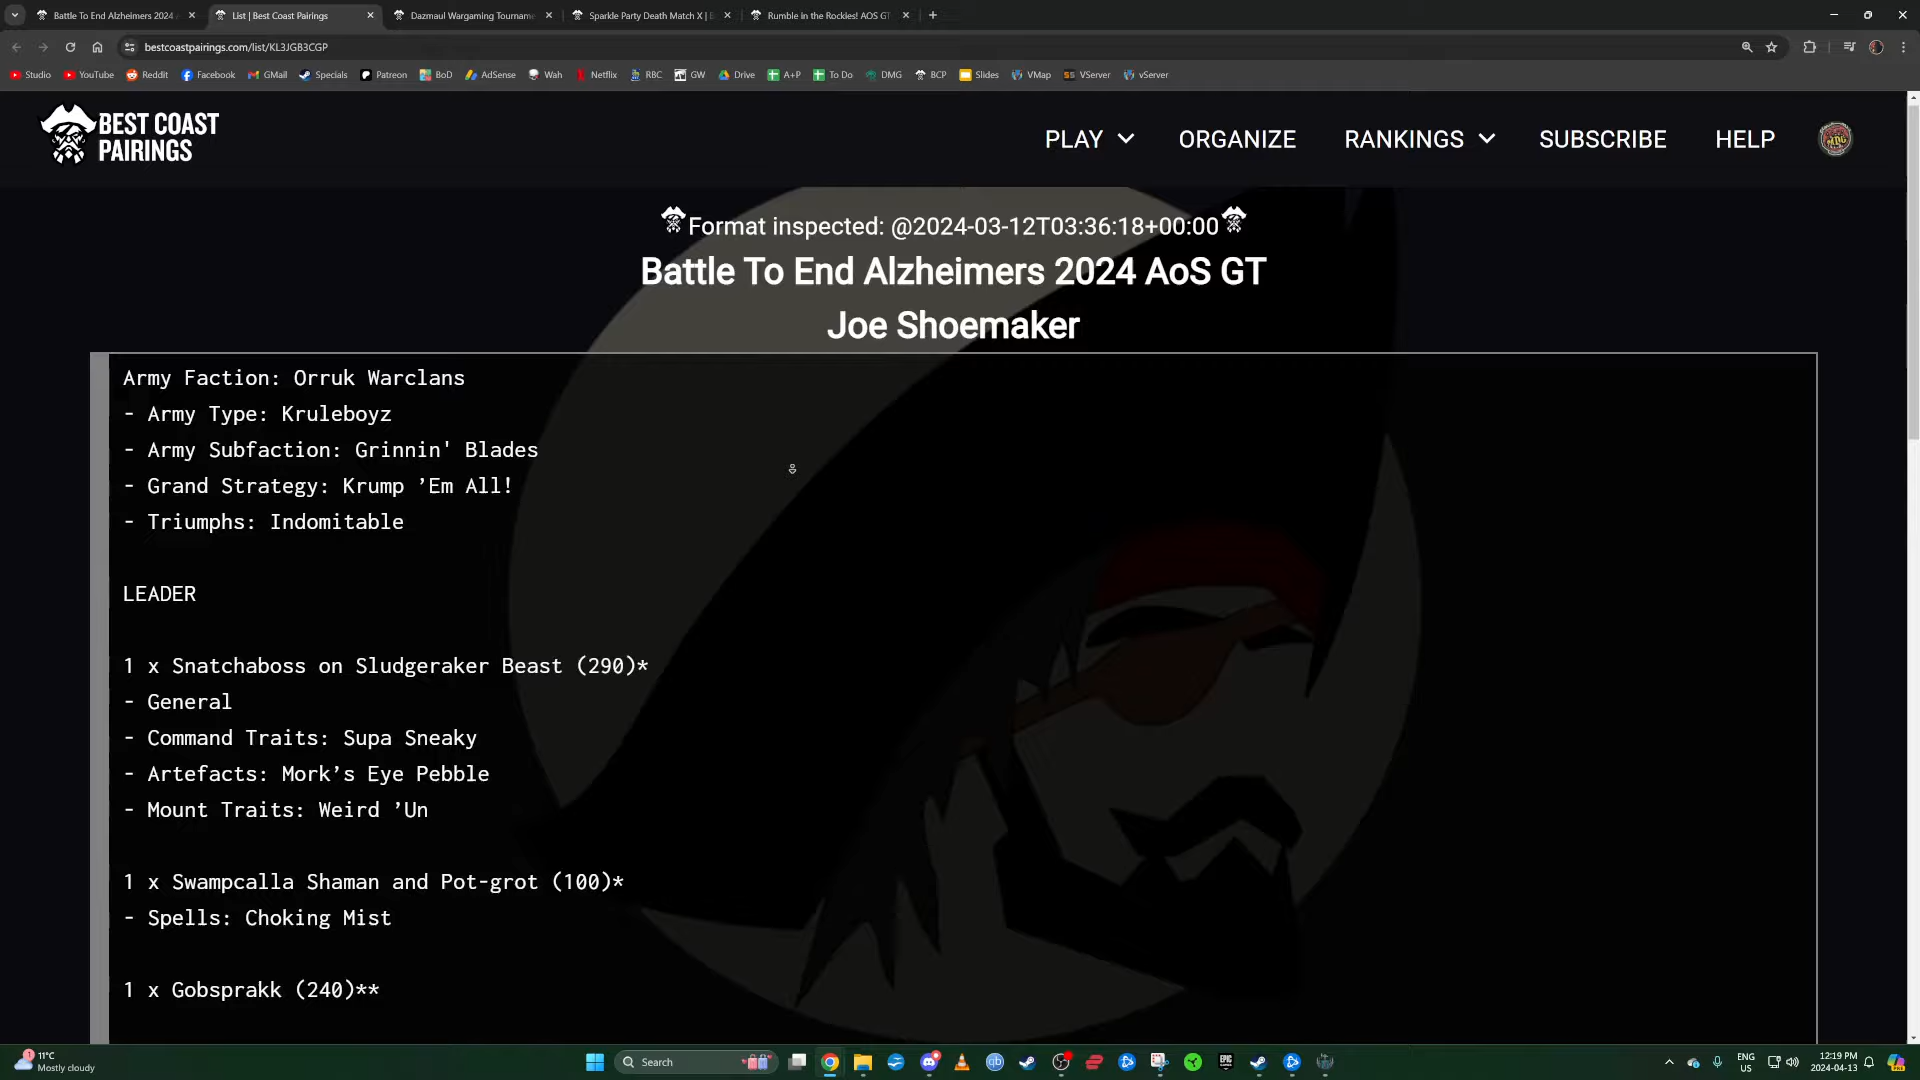 Battle To End Alzheimers 2024
List | Best Coast Pairings
Dazmaul Wargaming Tourname
Sparkle Party Death Match X | B
Rumble in the Rockies! AOS GT
bestcoastpairings.com/list/KL3JGB3CGP
Studio YouTube Reddit Facebook GMail Specials Patreon BoD AdSense Wah Netflix RBC GW Drive A+P To Do DMG BCP Slides VMap VServer vServer
BEST COAST
PAIRINGS
PLAY ORGANIZE RANKINGS SUBSCRIBE HELP
Format inspected: @2024-03-12T03:36:18+00:00
Battle To End Alzheimers 2024 AoS GT
Joe Shoemaker
Army Faction: Orruk Warclans
- Army Type: Kruleboyz
- Army Subfaction: Grinnin' Blades
- Grand Strategy: Krump ’Em All!
- Triumphs: Indomitable
LEADER
1 x Snatchaboss on Sludgeraker Beast (290)*
- General
- Command Traits: Supa Sneaky
- Artefacts: Mork’s Eye Pebble
- Mount Traits: Weird ’Un
1 x Swampcalla Shaman and Pot-grot (100)*
- Spells: Choking Mist
1 x Gobsprakk (240)**
11°C
Mostly cloudy
Search
ENG
US
12:19 PM
2024-04-13